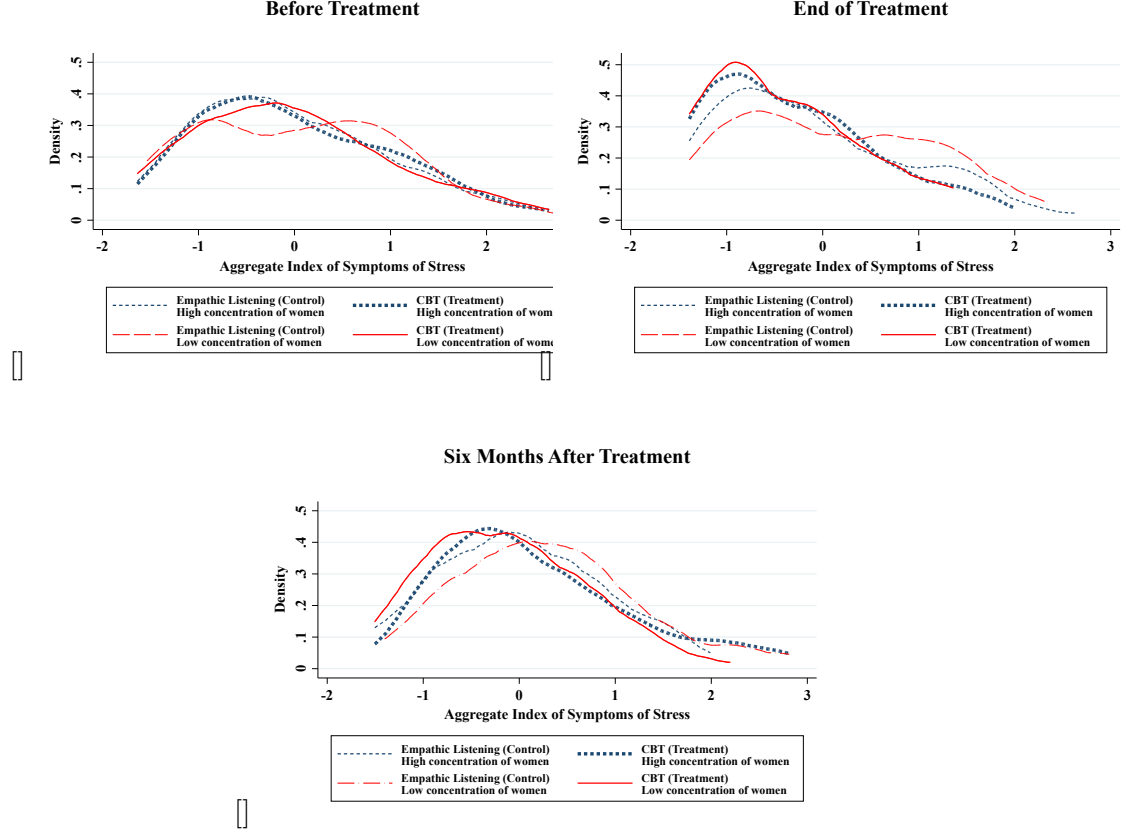 Before Treatment
.5
.4
.3
.2
.1
0
Density
-2 -1 0 1 2
Aggregate Index of Symptoms of Stress
Empathic Listening (Control)
High concentration of women
CBT (Treatment)
High concentration of wom
Empathic Listening (Control)
Low concentration of women
CBT (Treatment)
Low concentration of wome
[]
End of Treatment
.5
.4
.3
.2
.1
0
Density
-2 -1 0 1 2 3
Aggregate Index of Symptoms of Stress
Empathic Listening (Control)
High concentration of women
CBT (Treatment)
High concentration of women
Empathic Listening (Control)
Low concentration of women
CBT (Treatment)
Low concentration of women
[]
Six Months After Treatment
.5
.4
.3
.2
.1
0
Density
-2 -1 0 1 2 3
Aggregate Index of Symptoms of Stress
Empathic Listening (Control)
High concentration of women
CBT (Treatment)
High concentration of women
Empathic Listening (Control)
Low concentration of women
CBT (Treatment)
Low concentration of women
[]